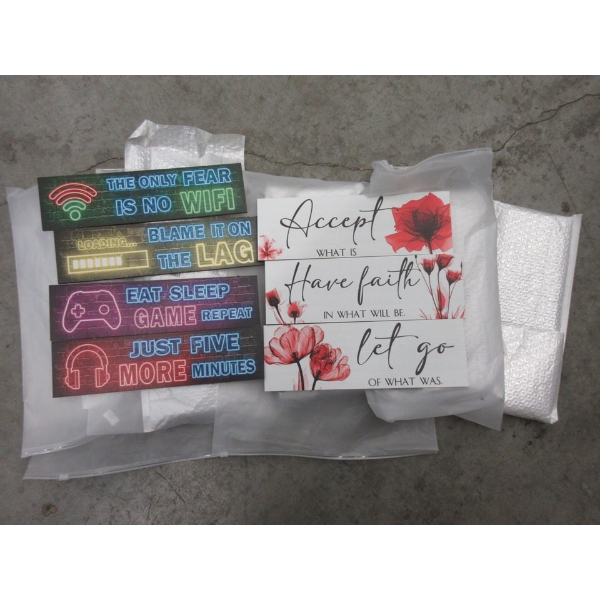 THE ONLY FEAR
IS NO WIFI
LOADING...
BLAME IT ON
THE LAG
EAT SLEEP
GAME REPEAT
JUST FIVE
MORE MINUTES
Accept
WHAT IS
Have faith
IN WHAT WILL BE.
let go
OF WHAT WAS.